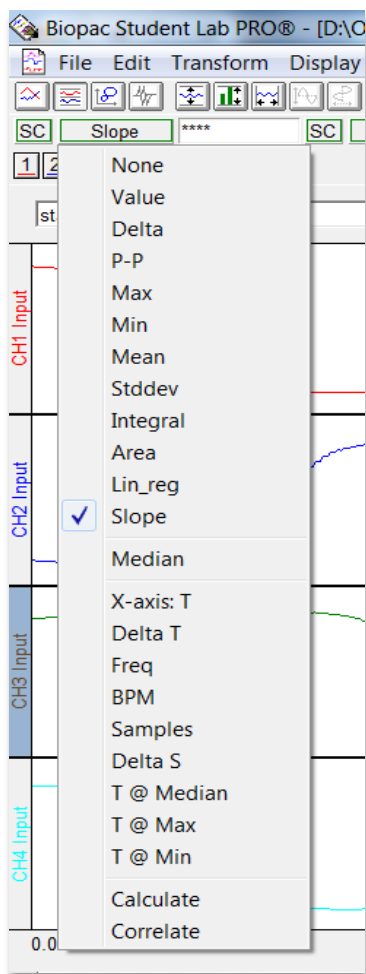 Biopac Student Lab PRO® - [D:\O
File Edit Transform Display
SC Slope **** SC
1 2
st
None
Value
Delta
P-P
Max
Min
Mean
Stddev
Integral
Area
Lin_reg
Slope
Median
X-axis: T
Delta T
Freq
BPM
Samples
Delta S
T @ Median
T @ Max
T @ Min
Calculate
Correlate
CH1 Input
CH2 Input
CH3 Input
CH4 Input
0.0